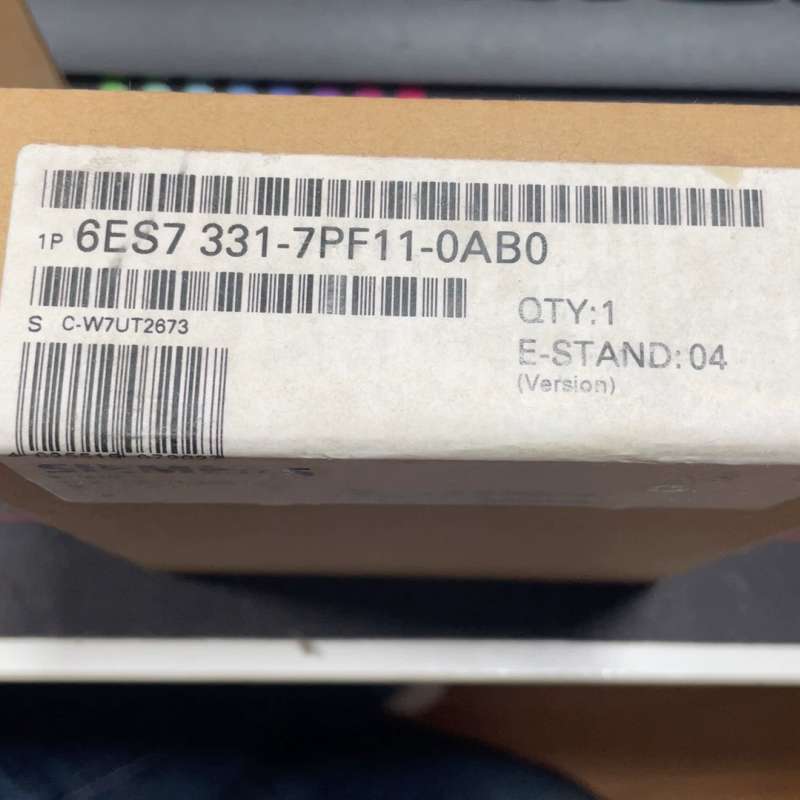 1P 6ES7 331-7PF11-0AB0
S C-W7UT2673
QTY:1
E-STAND:04
(Version)